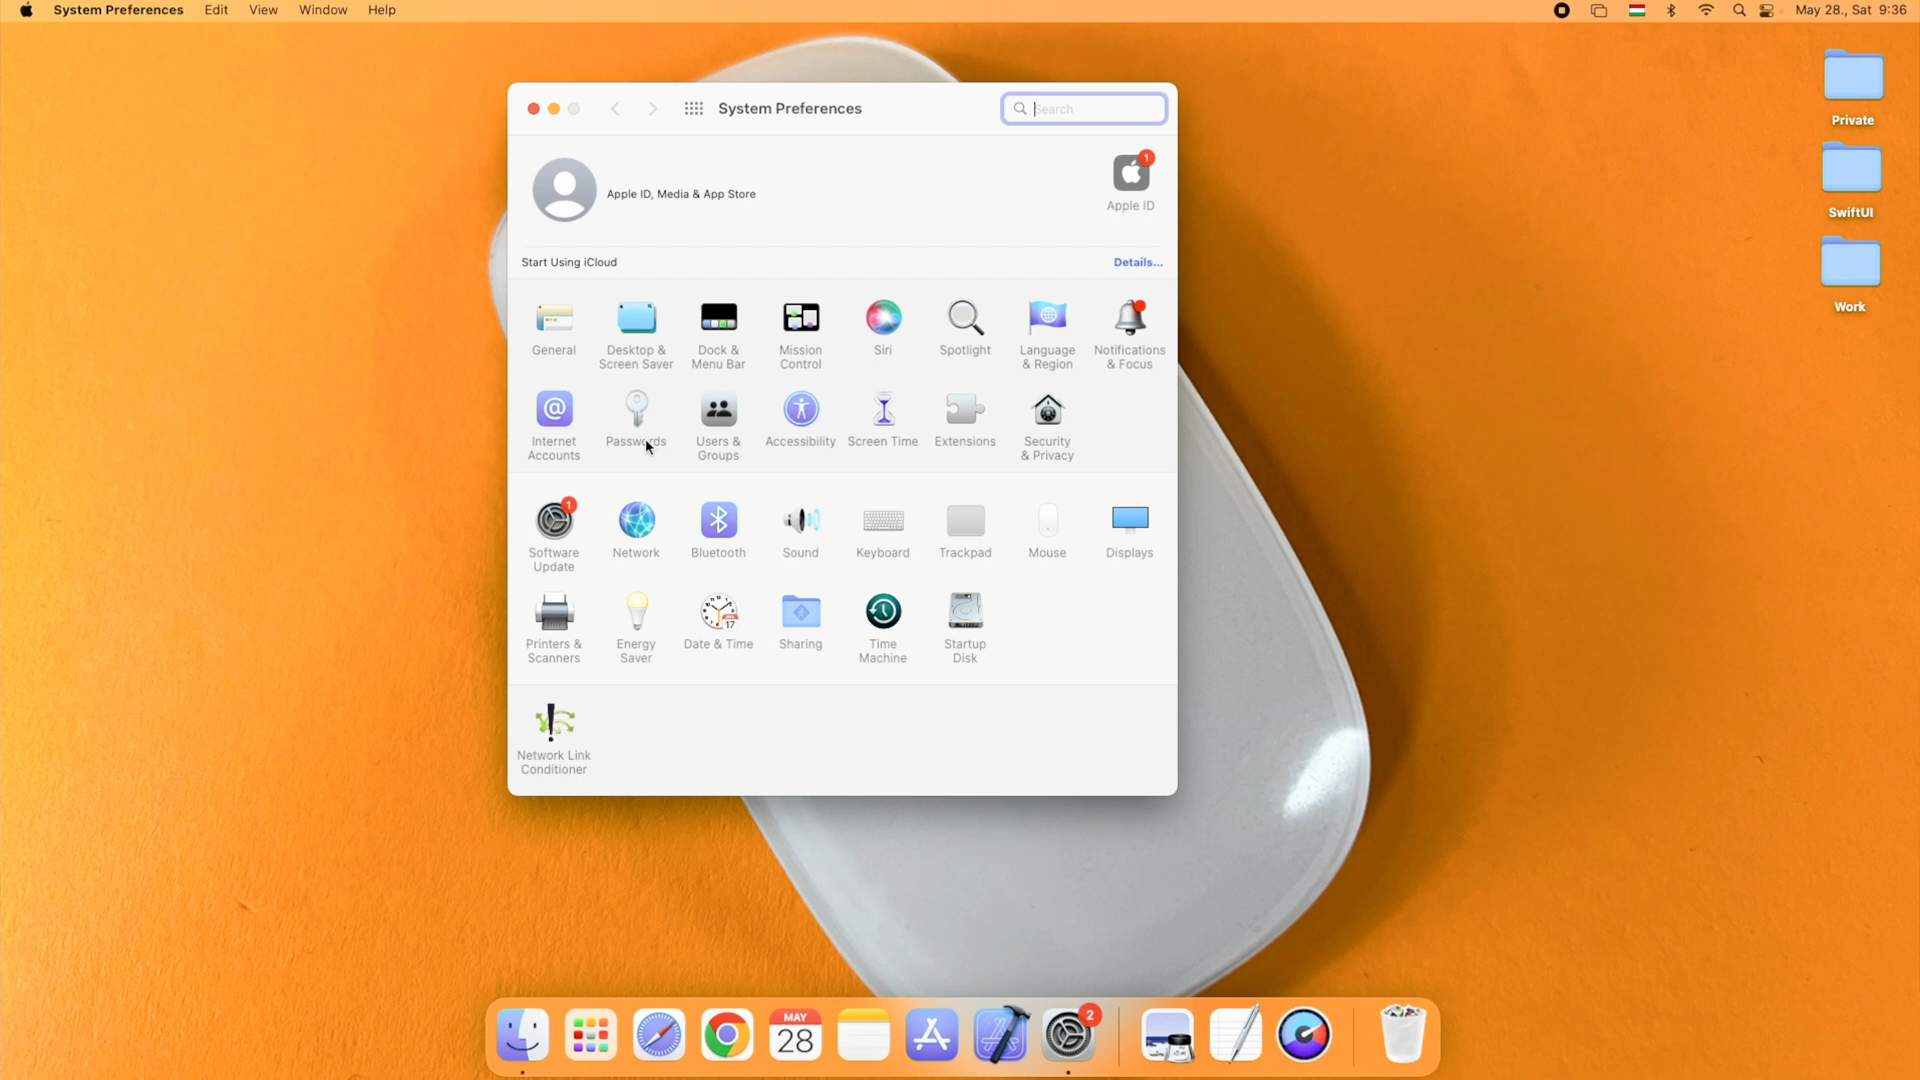 System Preferences Edit View Window Help
May 28., Sat 9:36
System Preferences
Search
Apple ID, Media & App Store
1
Apple ID
Start Using iCloud
Details...
General
Desktop &
Screen Saver
Dock &
Menu Bar
Mission
Control
Siri
Spotlight
Language
& Region
Notifications
& Focus
Internet
Accounts
Passwords
Users &
Groups
Accessibility
Screen Time
Extensions
Security
& Privacy
1
Software
Update
Network
Bluetooth
Sound
Keyboard
Trackpad
Mouse
Displays
Printers &
Scanners
Energy
Saver
17
Date & Time
Sharing
Time
Machine
Startup
Disk
Network Link
Conditioner
Private
SwiftUI
Work
MAY
28
2